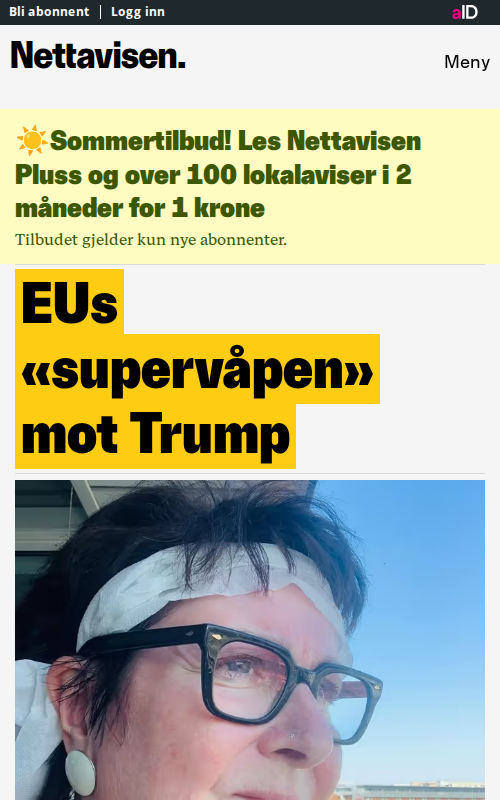 Bli abonnent | Logg inn
aID
Nettavisen.
Meny
☀️Sommertilbud! Les Nettavisen
Pluss og over 100 lokalaviser i 2
måneder for 1 krone
Tilbudet gjelder kun nye abonnenter.
EUs
«supervåpen»
mot Trump